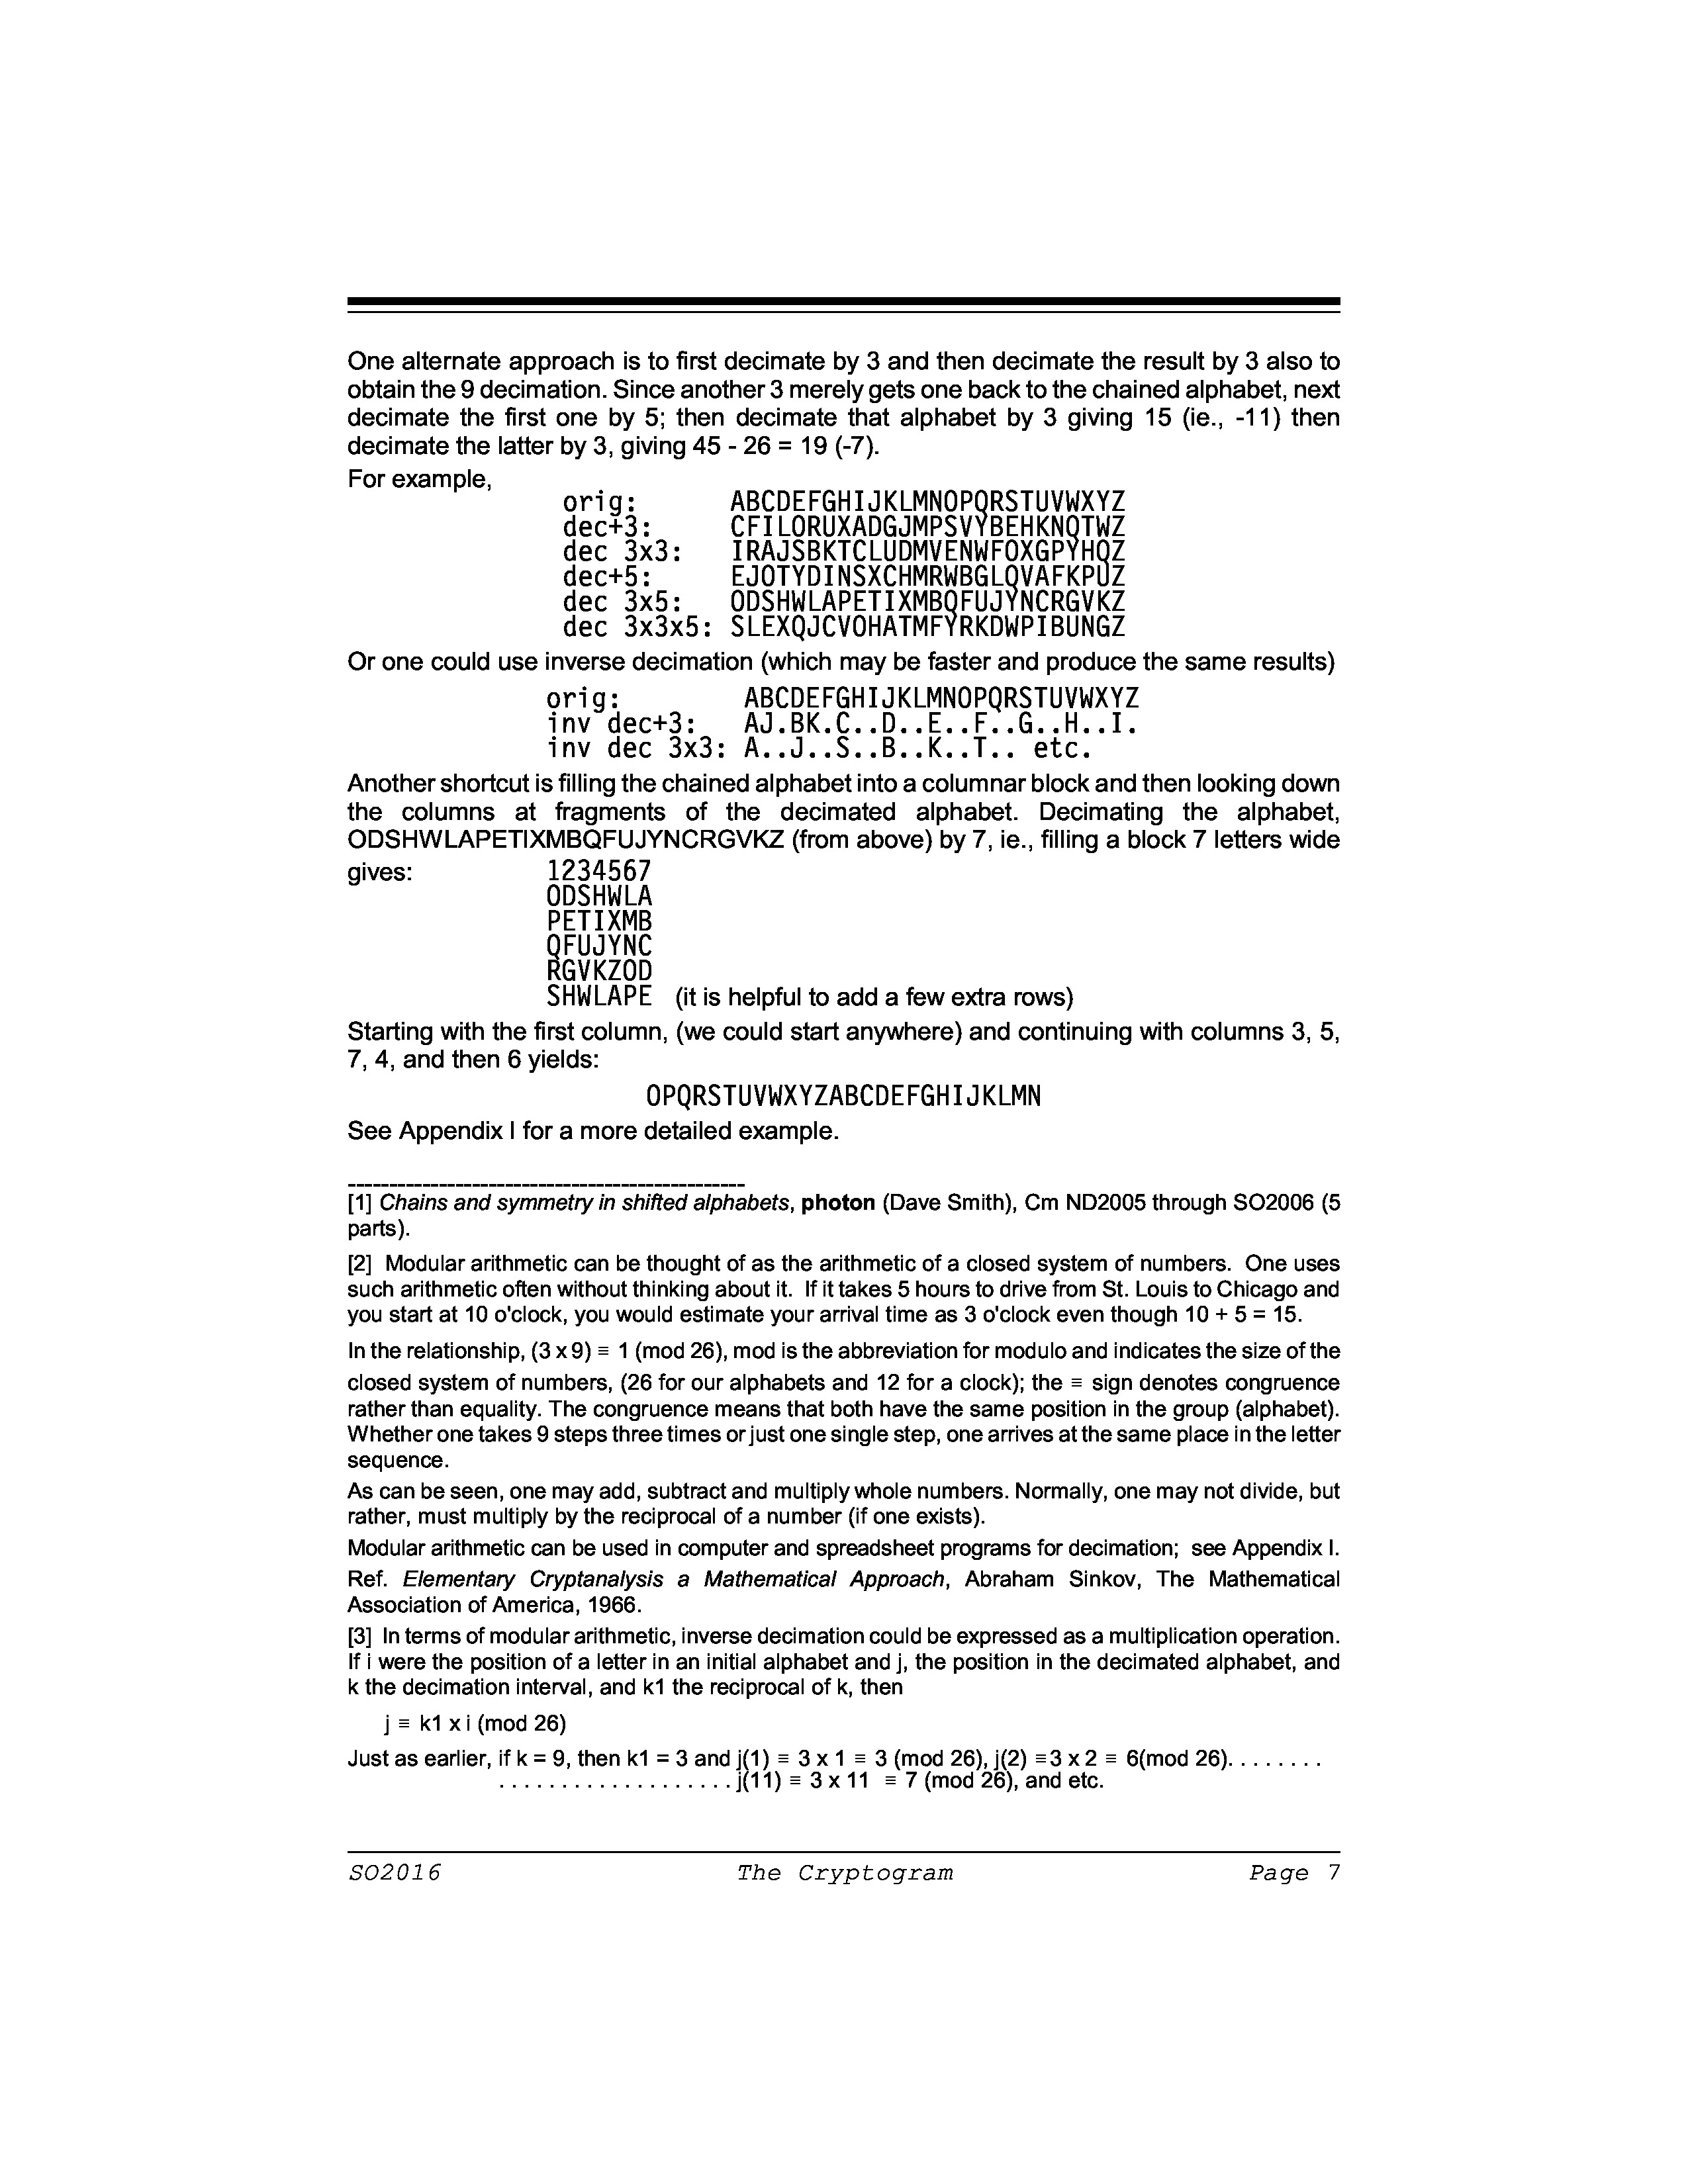 One alternate approach is to first decimate by 3 and then decimate the result by 3 also to
obtain the 9 decimation. Since another 3 merely gets one back to the chained alphabet, next
decimate the first one by 5; then decimate that alphabet by 3 giving 15 (ie., -11) then
decimate the latter by 3, giving 45 - 26 = 19 (-7).
For example,
orig: ABCDEFGHIJKLMNOPQRSTUVWXYZ
dec+3: CFILORUXADGJMPSVYBEHKNQTWZ
dec 3x3: IRAJSBKTCLUDMVENWFOXGPYHQZ
dec+5: EJOTYDINSXCHMRWBGLQVAFKPUZ
dec 3x5: ODSHWLAPETIXMBQFUJYNCRGVKZ
dec 3x3x5: SLEXQJCVOHATMFYRKDWPIBUNGZ
Or one could use inverse decimation (which may be faster and produce the same results)
orig: ABCDEFGHIJKLMNOPQRSTUVWXYZ
inv dec+3: AJ.BK.C..D..E..F..G..H..I.
inv dec 3x3: A..J..S..B..K..T.. etc.
Another shortcut is filling the chained alphabet into a columnar block and then looking down
the columns at fragments of the decimated alphabet. Decimating the alphabet,
ODSHWLAPETIXMBQFUJYNCRGVKZ (from above) by 7, ie., filling a block 7 letters wide
gives: 1234567
ODSHWLA
PETIXMB
QFUJYNC
RGVKZOD
SHWLAPE (it is helpful to add a few extra rows)
Starting with the first column, (we could start anywhere) and continuing with columns 3, 5,
7, 4, and then 6 yields:
OPQRSTUVWXYZABCDEFGHIJKLMN
See Appendix I for a more detailed example.
------------------------------------------------
[1] Chains and symmetry in shifted alphabets, photon (Dave Smith), Cm ND2005 through SO2006 (5
parts).
[2] Modular arithmetic can be thought of as the arithmetic of a closed system of numbers. One uses
such arithmetic often without thinking about it. If it takes 5 hours to drive from St. Louis to Chicago and
you start at 10 o'clock, you would estimate your arrival time as 3 o'clock even though 10 + 5 = 15.
In the relationship, (3 x 9) ≡ 1 (mod 26), mod is the abbreviation for modulo and indicates the size of the
closed system of numbers, (26 for our alphabets and 12 for a clock); the ≡ sign denotes congruence
rather than equality. The congruence means that both have the same position in the group (alphabet).
Whether one takes 9 steps three times or just one single step, one arrives at the same place in the letter
sequence.
As can be seen, one may add, subtract and multiply whole numbers. Normally, one may not divide, but
rather, must multiply by the reciprocal of a number (if one exists).
Modular arithmetic can be used in computer and spreadsheet programs for decimation; see Appendix I.
Ref. Elementary Cryptanalysis a Mathematical Approach, Abraham Sinkov, The Mathematical
Association of America, 1966.
[3] In terms of modular arithmetic, inverse decimation could be expressed as a multiplication operation.
If i were the position of a letter in an initial alphabet and j, the position in the decimated alphabet, and
k the decimation interval, and k1 the reciprocal of k, then
j ≡ k1 x i (mod 26)
Just as earlier, if k = 9, then k1 = 3 and j(1) ≡ 3 x 1 ≡ 3 (mod 26), j(2) ≡3 x 2 ≡ 6(mod 26). . . . . . . .
. . . . . . . . . . . . . . . . . . . j(11) ≡ 3 x 11 ≡ 7 (mod 26), and etc.
SO2016 The Cryptogram Page 7